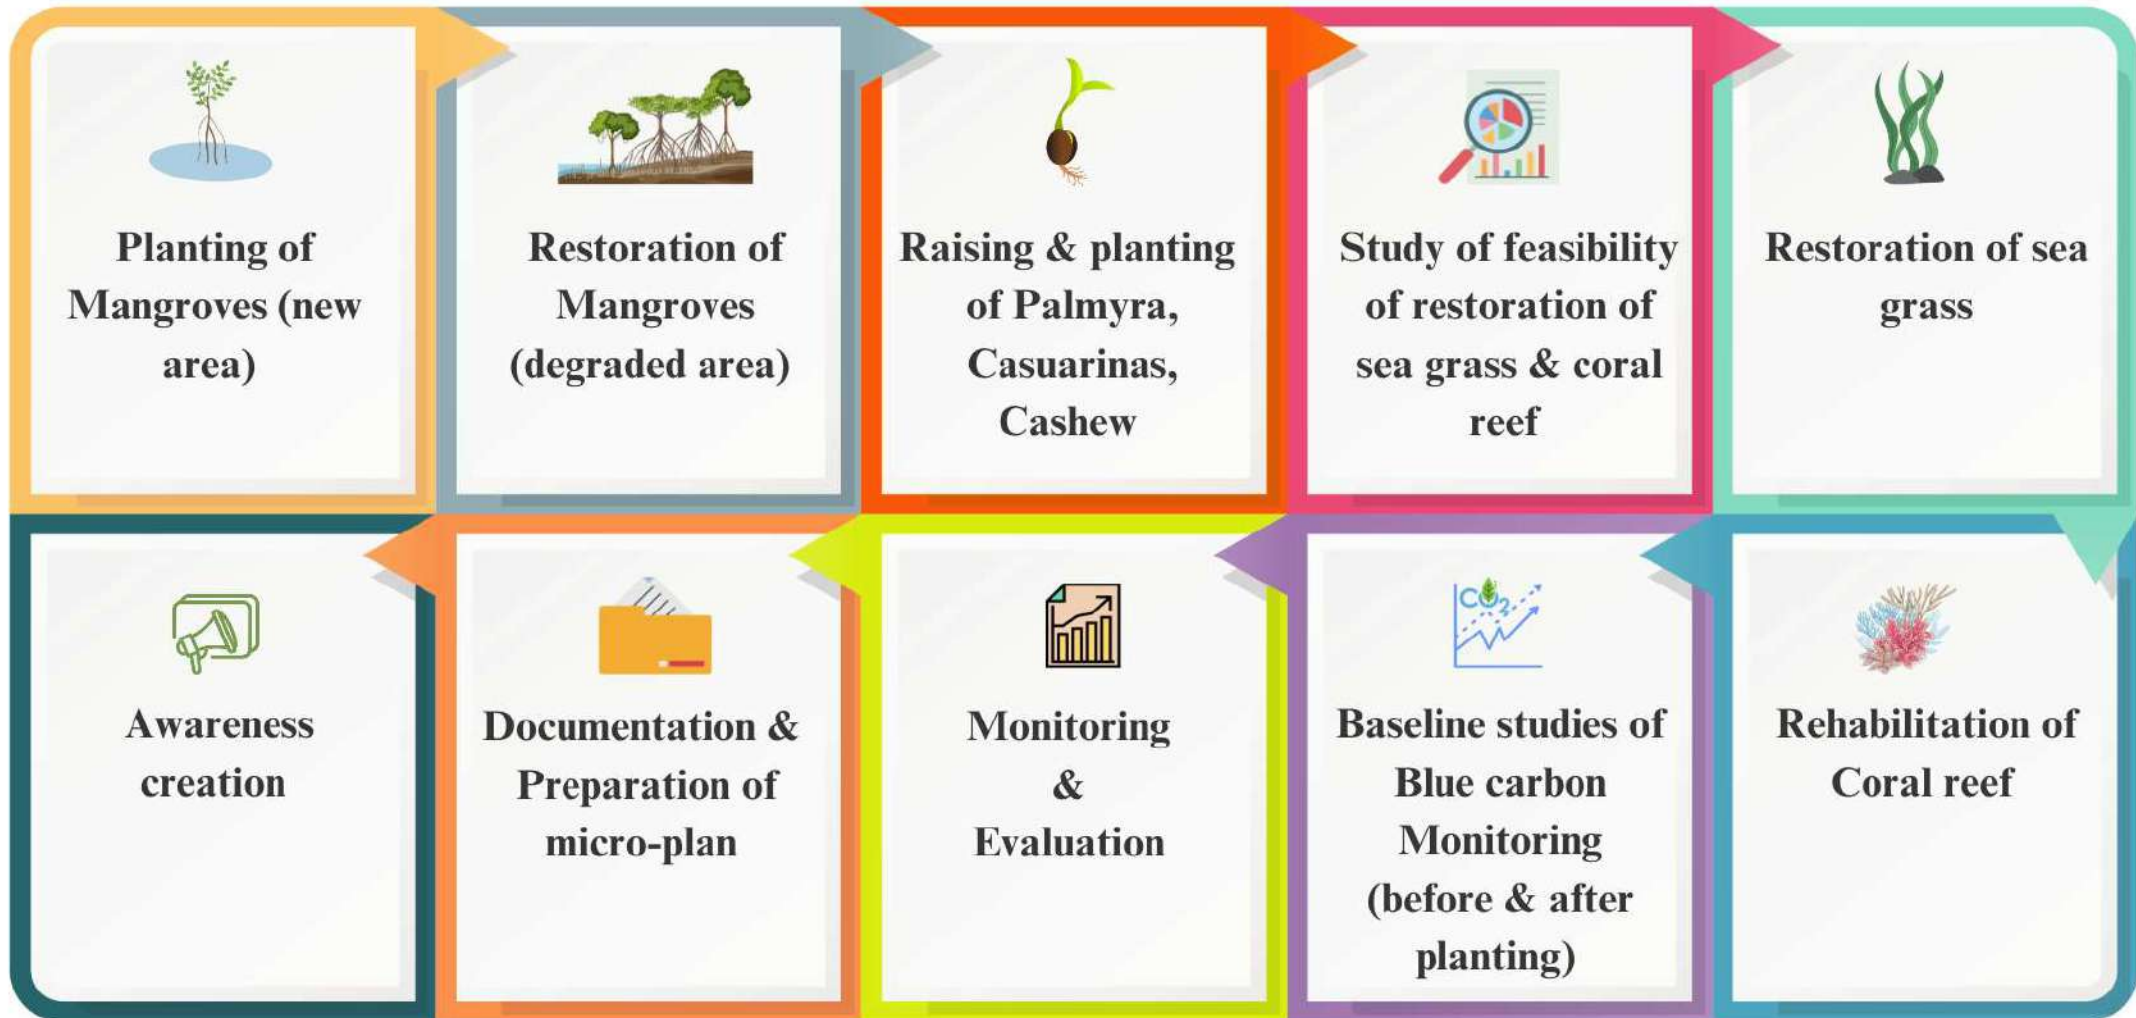 Planting of
Mangroves (new
area)
Restoration of
Mangroves
(degraded area)
Raising & planting
of Palmyra,
Casuarinas,
Cashew
Study of feasibility
of restoration of
sea grass & coral
reef
Restoration of sea
grass
CO2
Rehabilitation of
Coral reef
Baseline studies of
Blue carbon
Monitoring
(before & after
planting)
Monitoring
&
Evaluation
Documentation &
Preparation of
micro-plan
Awareness
creation